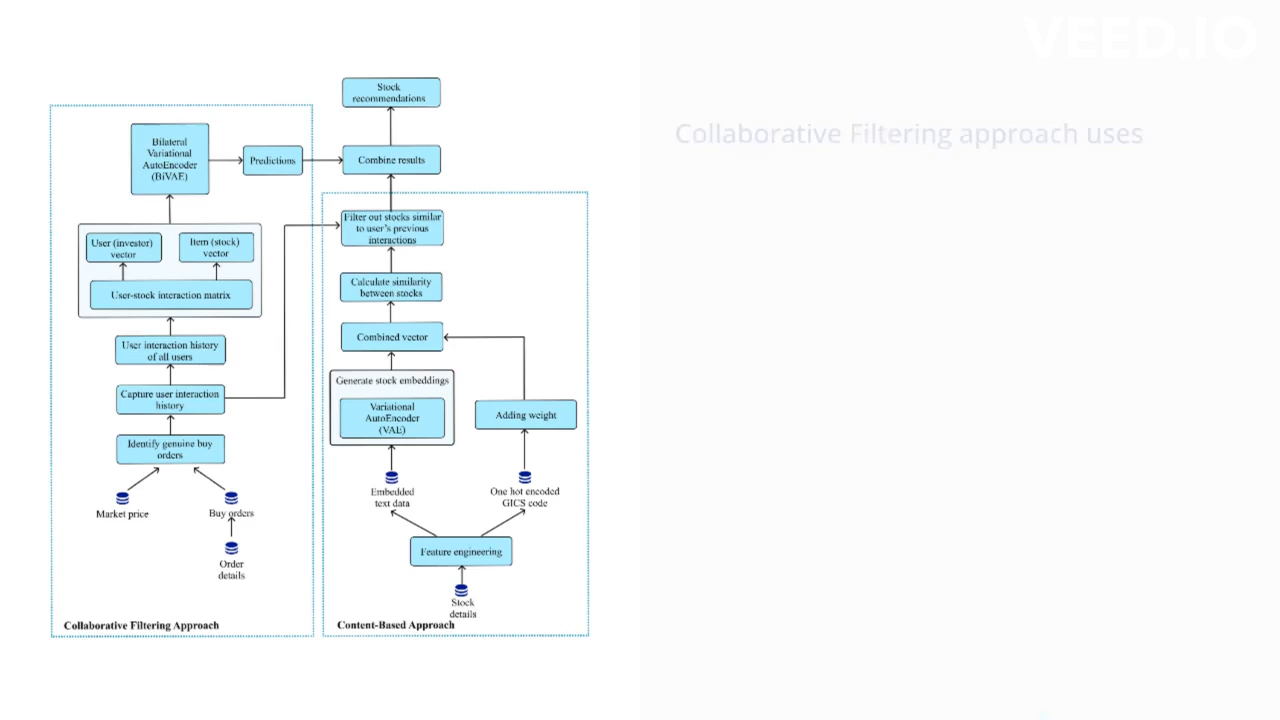 VEED.IO
Collaborative Filtering approach uses
Stock
recommendations
Bilateral
Variational
AutoEncoder
(BiVAE)
Predictions
Combine results
Filter out stocks similar
to user's previous
interactions
User (investor)
vector
Item (stock)
vector
User-stock interaction matrix
Calculate similarity
between stocks
User interaction history
of all users
Combined vector
Capture user interaction
history
Generate stock embeddings
Variational
AutoEncoder
(VAE)
Adding weight
Identify genuine buy
orders
Market price
Buy orders
Order
details
Embedded
text data
One hot encoded
GICS code
Feature engineering
Stock
details
Collaborative Filtering Approach
Content-Based Approach